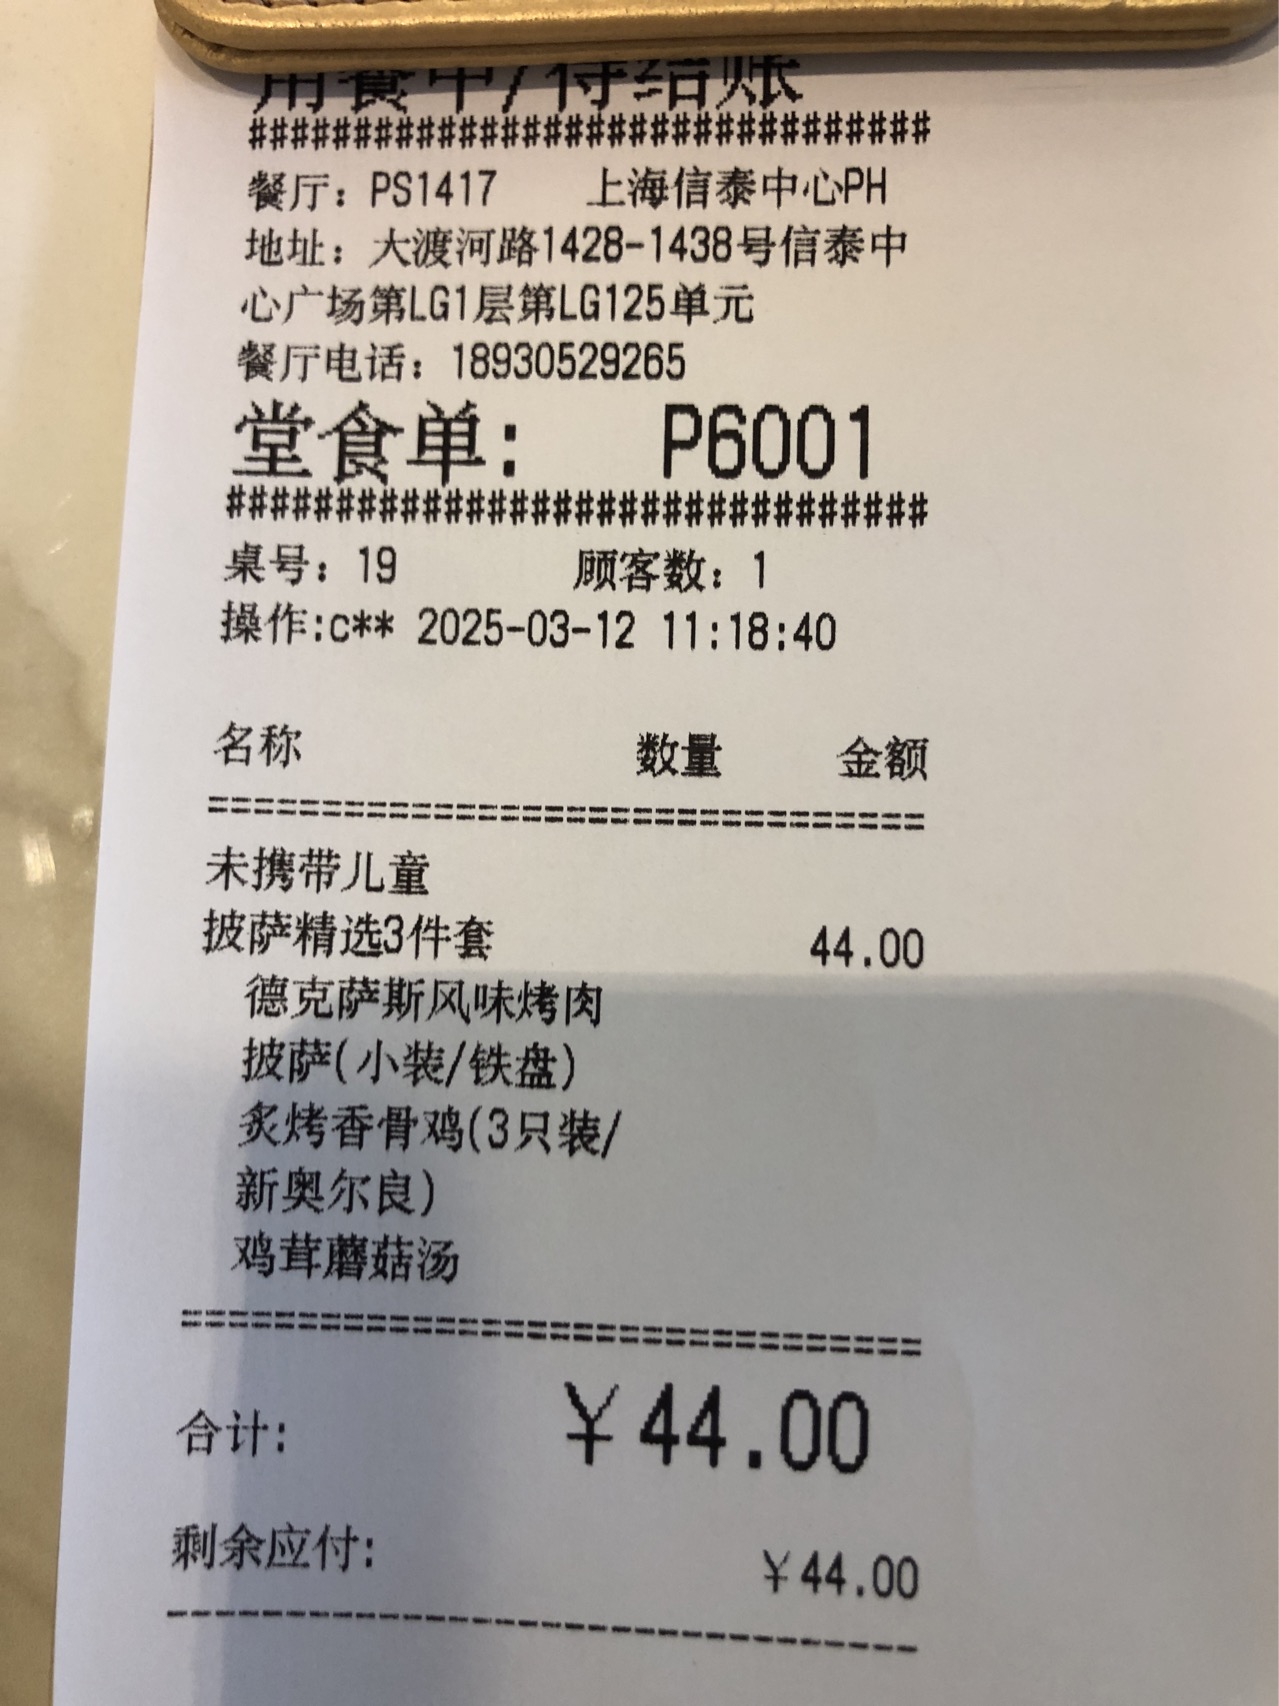 用餐中/待结账
################################
餐厅：PS1417 上海信泰中心PH
地址：大渡河路1428-1438号信泰中
心广场第LG1层第LG125单元
餐厅电话：18930529265
堂食单： P6001
################################
桌号：19 顾客数：1
操作:c** 2025-03-12 11:18:40
名称 数量 金额
================================
未携带儿童
披萨精选3件套 44.00
德克萨斯风味烤肉
披萨(小装/铁盘)
炙烤香骨鸡(3只装/
新奥尔良)
鸡茸蘑菇汤
================================
合计: ￥44.00
剩余应付: ￥44.00
--------------------------------